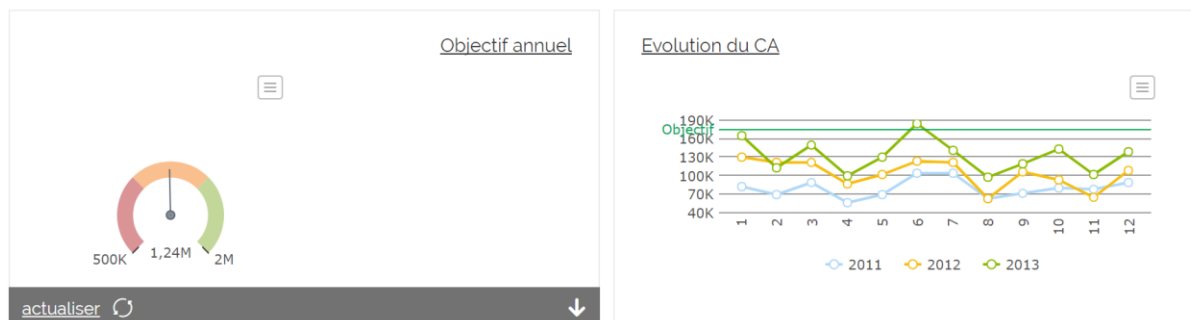 Objectif annuel
500K
1,24M
2M
actualiser
Evolution du CA
190K
Objectif
160K
130K
100K
70K
40K
1 2 3 4 5 6 7 8 9 10 11 12
2011 2012 2013